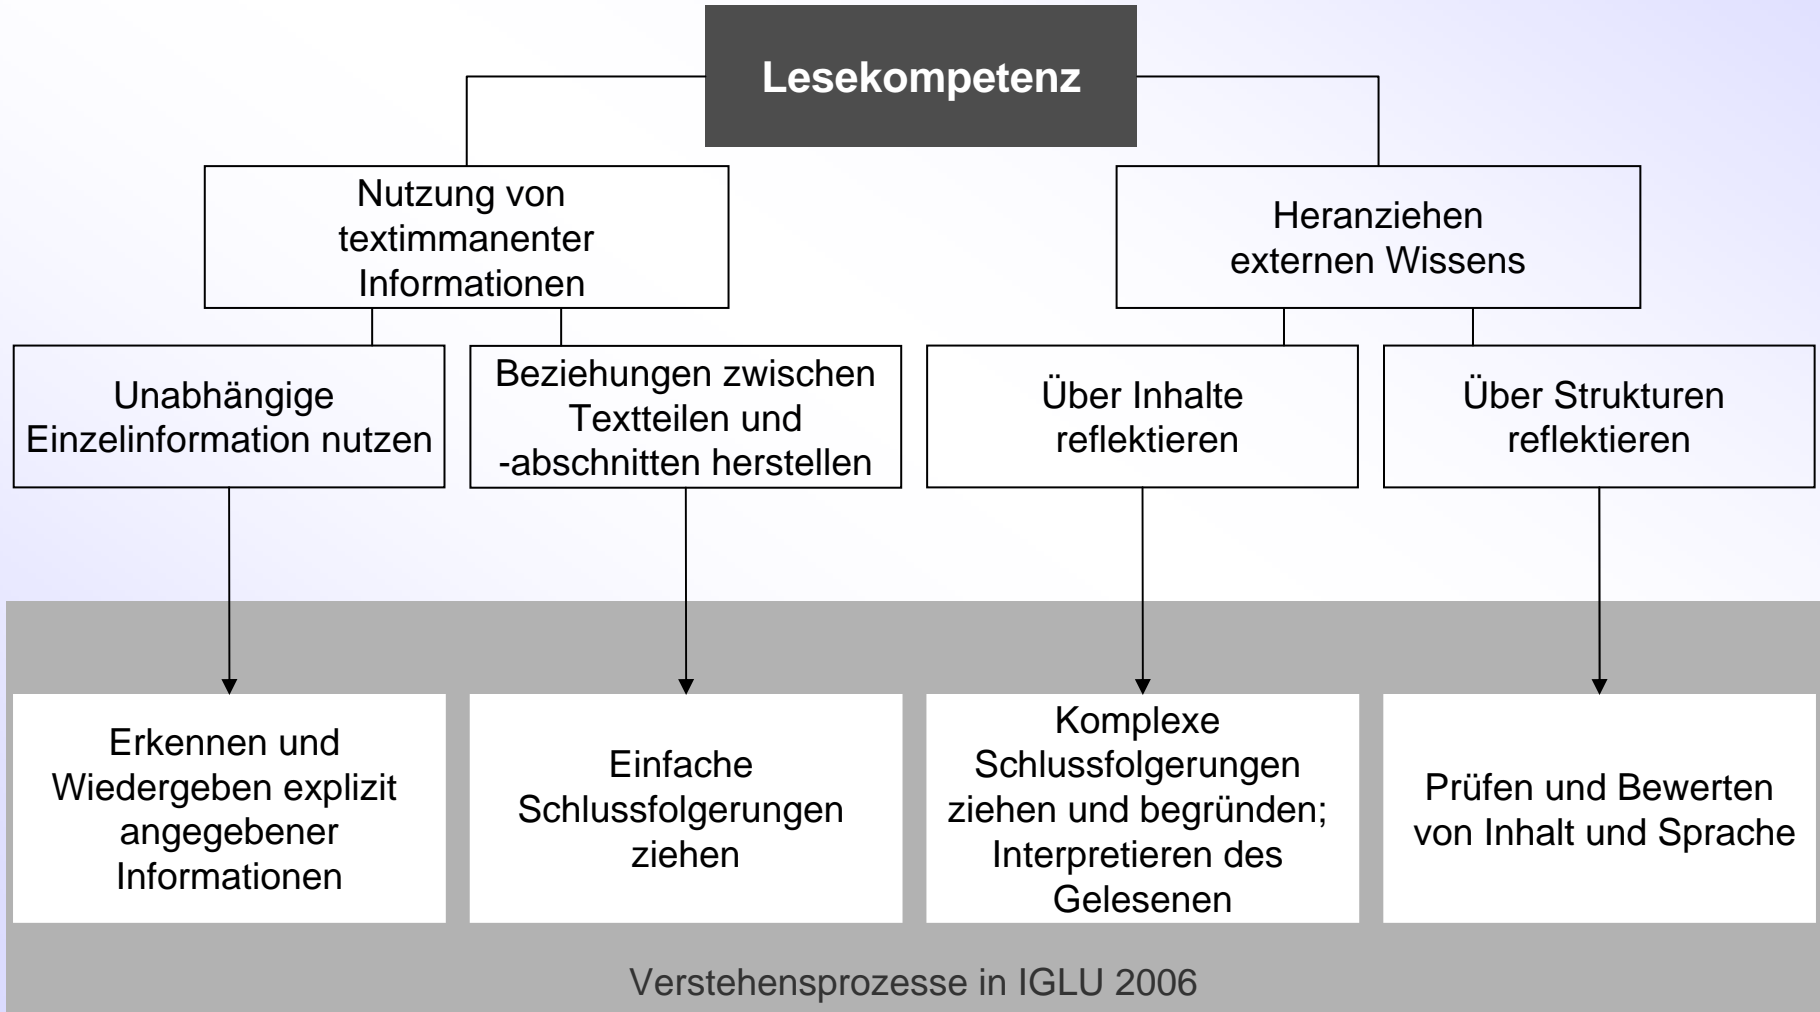 Lesekompetenz
Nutzung von
textimmanenter
Informationen
Heranziehen
externen Wissens
Unabhängige
Einzelinformation nutzen
Beziehungen zwischen
Textteilen und
-abschnitten herstellen
Über Inhalte
reflektieren
Über Strukturen
reflektieren
Erkennen und
Wiedergeben explizit
angegebener
Informationen
Einfache
Schlussfolgerungen
ziehen
Komplexe
Schlussfolgerungen
ziehen und begründen;
Interpretieren des
Gelesenen
Prüfen und Bewerten
von Inhalt und Sprache
Verstehensprozesse in IGLU 2006